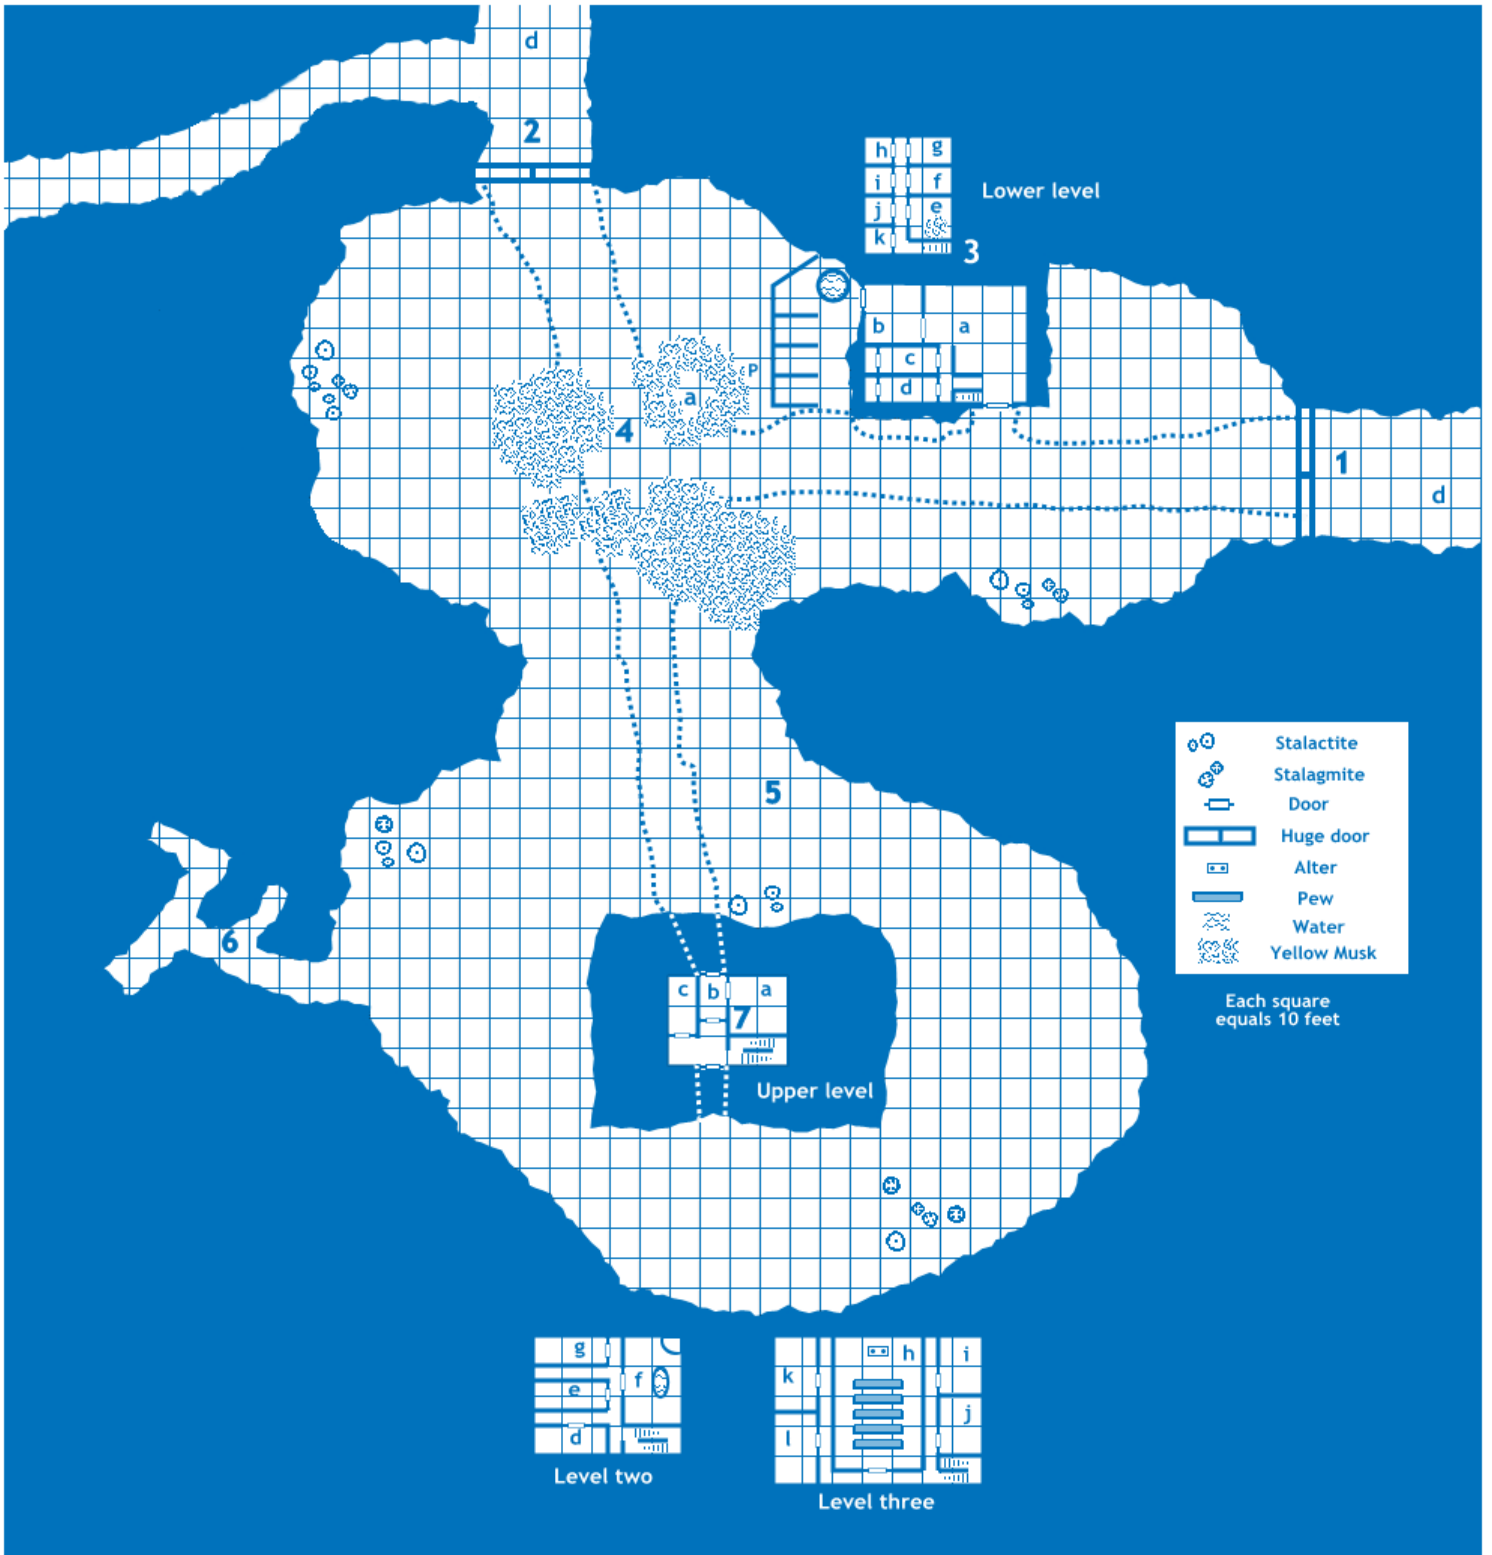 d
2
h g
i f
j e
k
Lower level
3
b a
c
d
P
a
4
1
d
5
Stalactite
Stalagmite
Door
Huge door
Alter
Pew
Water
Yellow Musk
Each square
equals 10 feet
6
c b a
7
Upper level
g
e f
d
Level two
h i
k
j
l
Level three